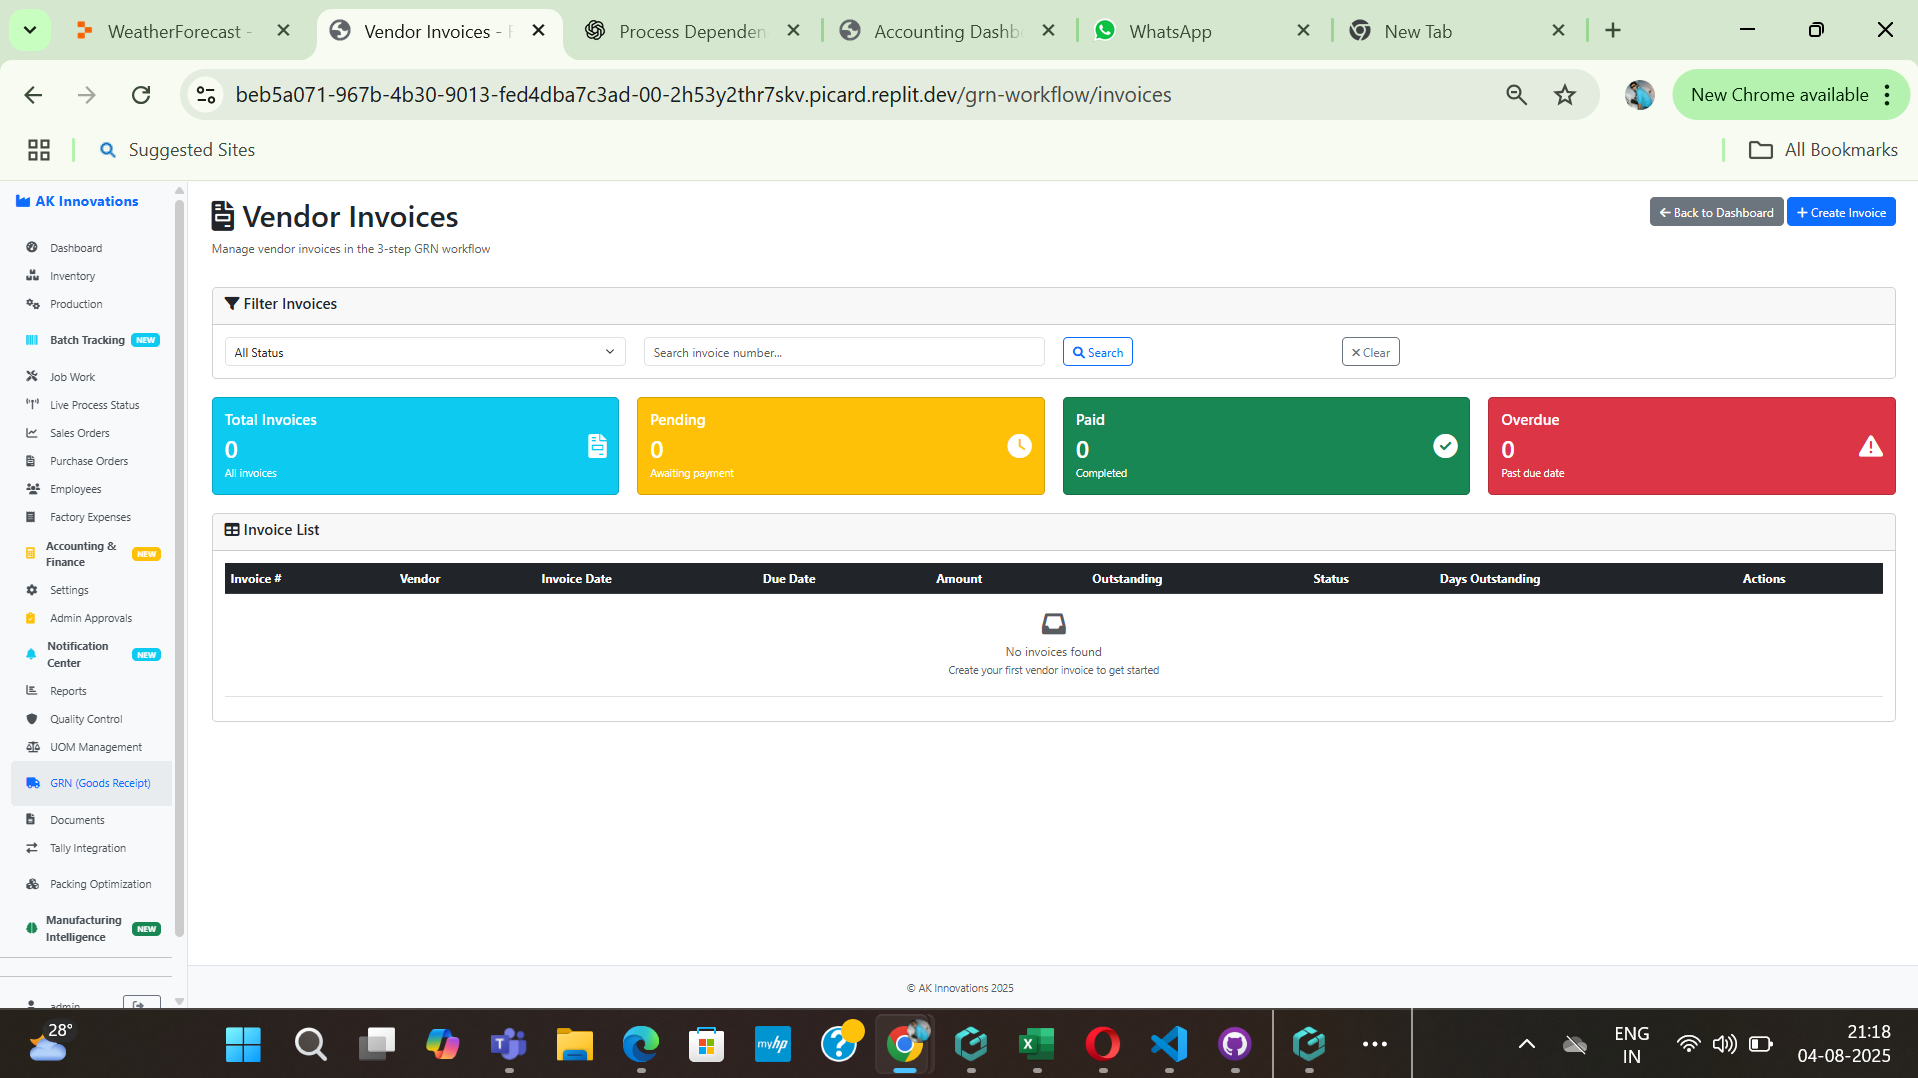 WeatherForecast -
Vendor Invoices - F
Process Dependen
Accounting Dashb
WhatsApp
New Tab
beb5a071-967b-4b30-9013-fed4dba7c3ad-00-2h53y2thr7skv.picard.replit.dev/grn-workflow/invoices
New Chrome available
Suggested Sites
All Bookmarks
AK Innovations
Dashboard
Inventory
Production
Batch Tracking NEW
Job Work
Live Process Status
Sales Orders
Purchase Orders
Employees
Factory Expenses
Accounting &
Finance
NEW
Settings
Admin Approvals
Notification
Center
NEW
Reports
Quality Control
UOM Management
GRN (Goods Receipt)
Documents
Tally Integration
Packing Optimization
Manufacturing
Intelligence
NEW
admin
Vendor Invoices
Manage vendor invoices in the 3-step GRN workflow
Back to Dashboard
Create Invoice
Filter Invoices
All Status
Search invoice number...
Search
Clear
Total Invoices
0
All invoices
Pending
0
Awaiting payment
Paid
0
Completed
Overdue
0
Past due date
Invoice List
Invoice # Vendor Invoice Date Due Date Amount Outstanding Status Days Outstanding Actions
No invoices found
Create your first vendor invoice to get started
© AK Innovations 2025
28°
myhp
ENG
IN
21:18
04-08-2025